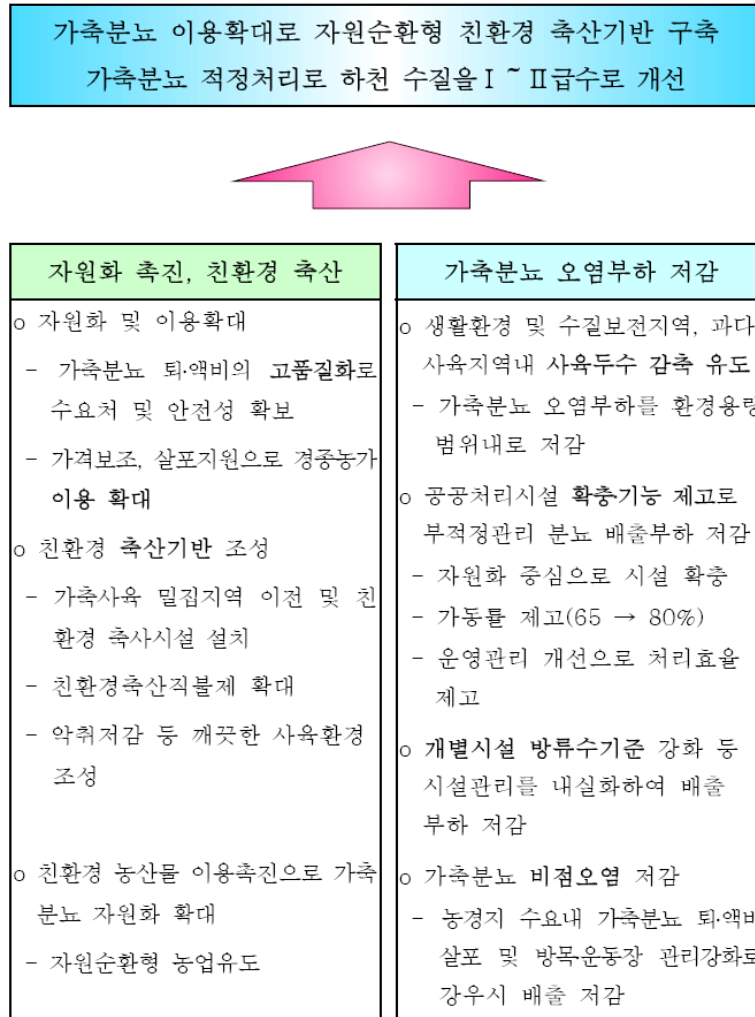 가축분뇨 이용확대로 자원순환형 친환경 축산기반 구축
가축분뇨 적정처리로 하천 수질을 Ⅰ ~ Ⅱ급수로 개선
자원화 촉진, 친환경 축산
o 자원화 및 이용확대
- 가축분뇨 퇴·액비의 고품질화로
수요처 및 안전성 확보
- 가격보조, 살포지원으로 경종농가
이용 확대
o 친환경 축산기반 조성
- 가축사육 밀집지역 이전 및 친
환경 축사시설 설치
- 친환경축산직불제 확대
- 악취저감 등 깨끗한 사육환경
조성
o 친환경 농산물 이용촉진으로 가축
분뇨 자원화 확대
- 자원순환형 농업유도
가축분뇨 오염부하 저감
o 생활환경 및 수질보전지역, 과다
사육지역내 사육두수 감축 유도
- 가축분뇨 오염부하를 환경용량
범위내로 저감
o 공공처리시설 확충·기능 제고로
부적정관리 분뇨 배출부하 저감
- 자원화 중심으로 시설 확충
- 가동률 제고(65 → 80%)
- 운영관리 개선으로 처리효율
제고
o 개별시설 방류수기준 강화 등
시설관리를 내실화하여 배출
부하 저감
o 가축분뇨 비점오염 저감
- 농경지 수요내 가축분뇨 퇴·액비
살포 및 방목·운동장 관리강화로
강우시 배출 저감